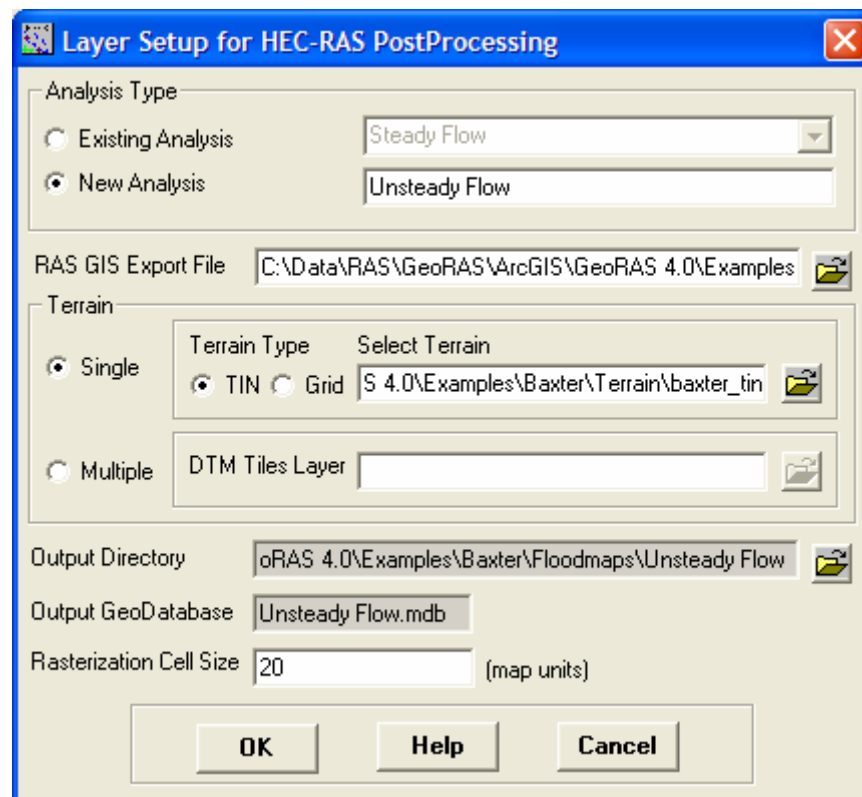 Layer Setup for HEC-RAS PostProcessing
Analysis Type
Existing Analysis
Steady Flow
New Analysis
Unsteady Flow
RAS GIS Export File
C:\Data\RAS\GeoRAS\ArcGIS\GeoRAS 4.0\Examples
Terrain
Single
Terrain Type
Select Terrain
TIN
Grid
S 4.0\Examples\Baxter\Terrain\baxter_tin
Multiple
DTM Tiles Layer
Output Directory
oRAS 4.0\Examples\Baxter\Floodmaps\Unsteady Flow
Output GeoDatabase
Unsteady Flow.mdb
Rasterization Cell Size
20
(map units)
OK
Help
Cancel